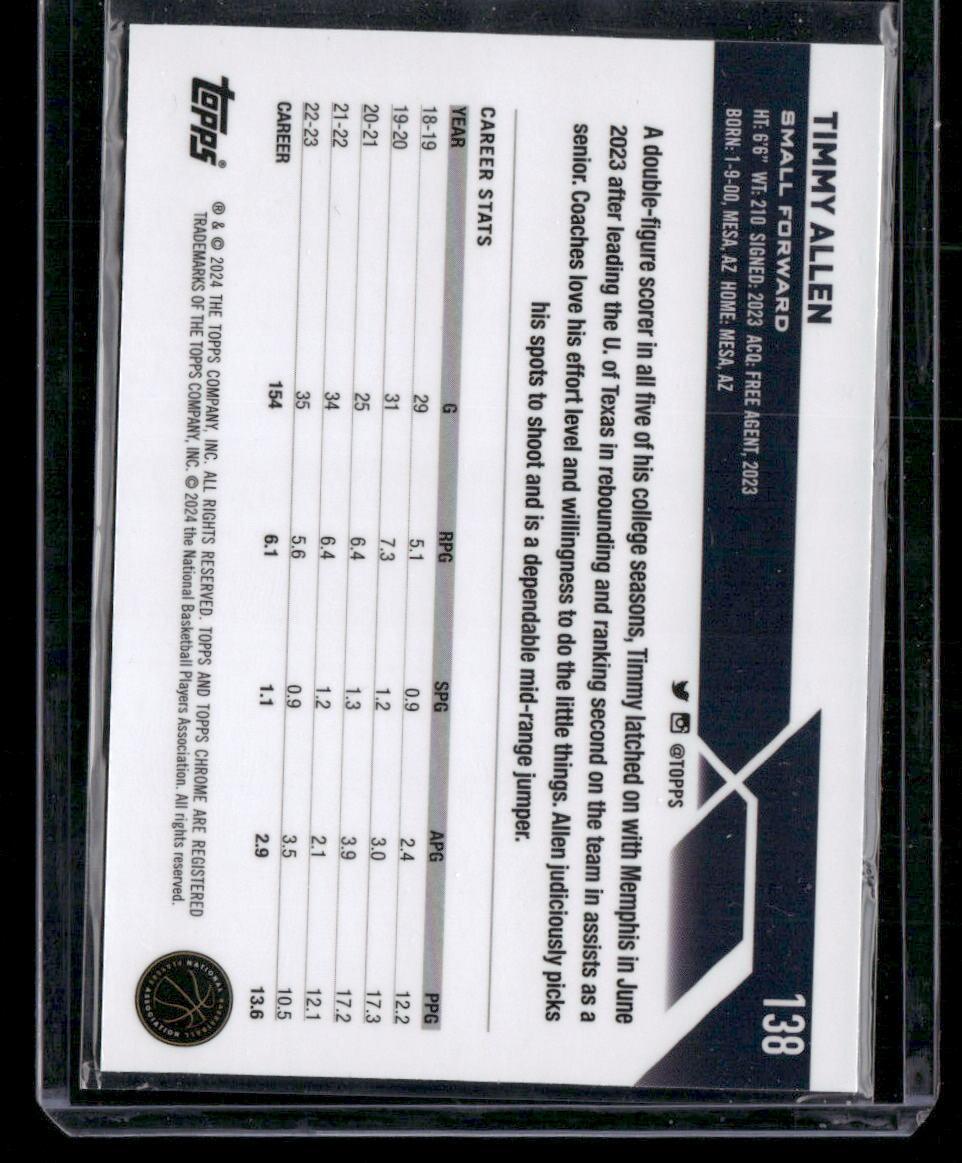 TIMMY ALLEN
138
SMALL FORWARD
HT: 6'6" WT: 210 SIGNED: 2023 ACQ: FREE AGENT, 2023
BORN: 1-9-00, MESA, AZ HOME: MESA, AZ
@TOPPS
A double-figure scorer in all five of his college seasons, Timmy latched on with Memphis in June
2023 after leading the U. of Texas in rebounding and ranking second on the team in assists as a
senior. Coaches love his effort level and willingness to do the little things. Allen judiciously picks
his spots to shoot and is a dependable mid-range jumper.
CAREER STATS
YEAR G RPG SPG APG PPG
18-19 29 5.1 0.9 2.4 12.2
19-20 31 7.3 1.2 3.0 17.3
20-21 25 6.4 1.3 3.9 17.2
21-22 34 6.4 1.2 2.1 12.1
22-23 35 5.6 0.9 3.5 10.5
CAREER 154 6.1 1.1 2.9 13.6
topps®
® & © 2024 THE TOPPS COMPANY, INC. ALL RIGHTS RESERVED. TOPPS AND TOPPS CHROME ARE REGISTERED
TRADEMARKS OF THE TOPPS COMPANY, INC. © 2024 the National Basketball Players Association. All rights reserved.
NATIONAL BASKETBALL PLAYERS ASSOCIATION